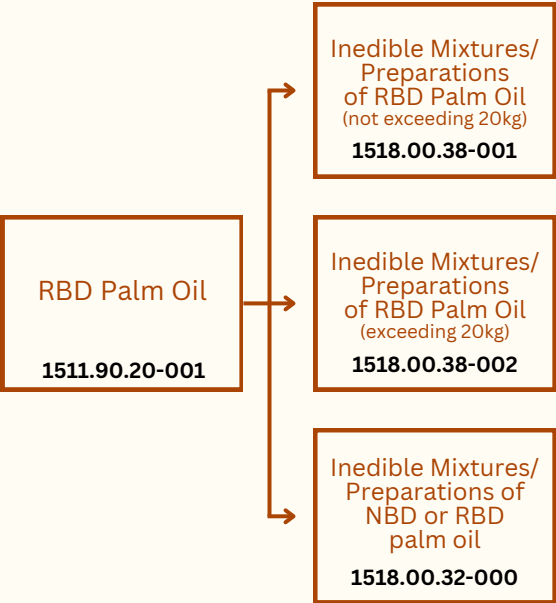 Inedible Mixtures/
Preparations
of RBD Palm Oil
(not exceeding 20kg)
1518.00.38-001
RBD Palm Oil
1511.90.20-001
Inedible Mixtures/
Preparations
of RBD Palm Oil
(exceeding 20kg)
1518.00.38-002
Inedible Mixtures/
Preparations of
NBD or RBD
palm oil
1518.00.32-000